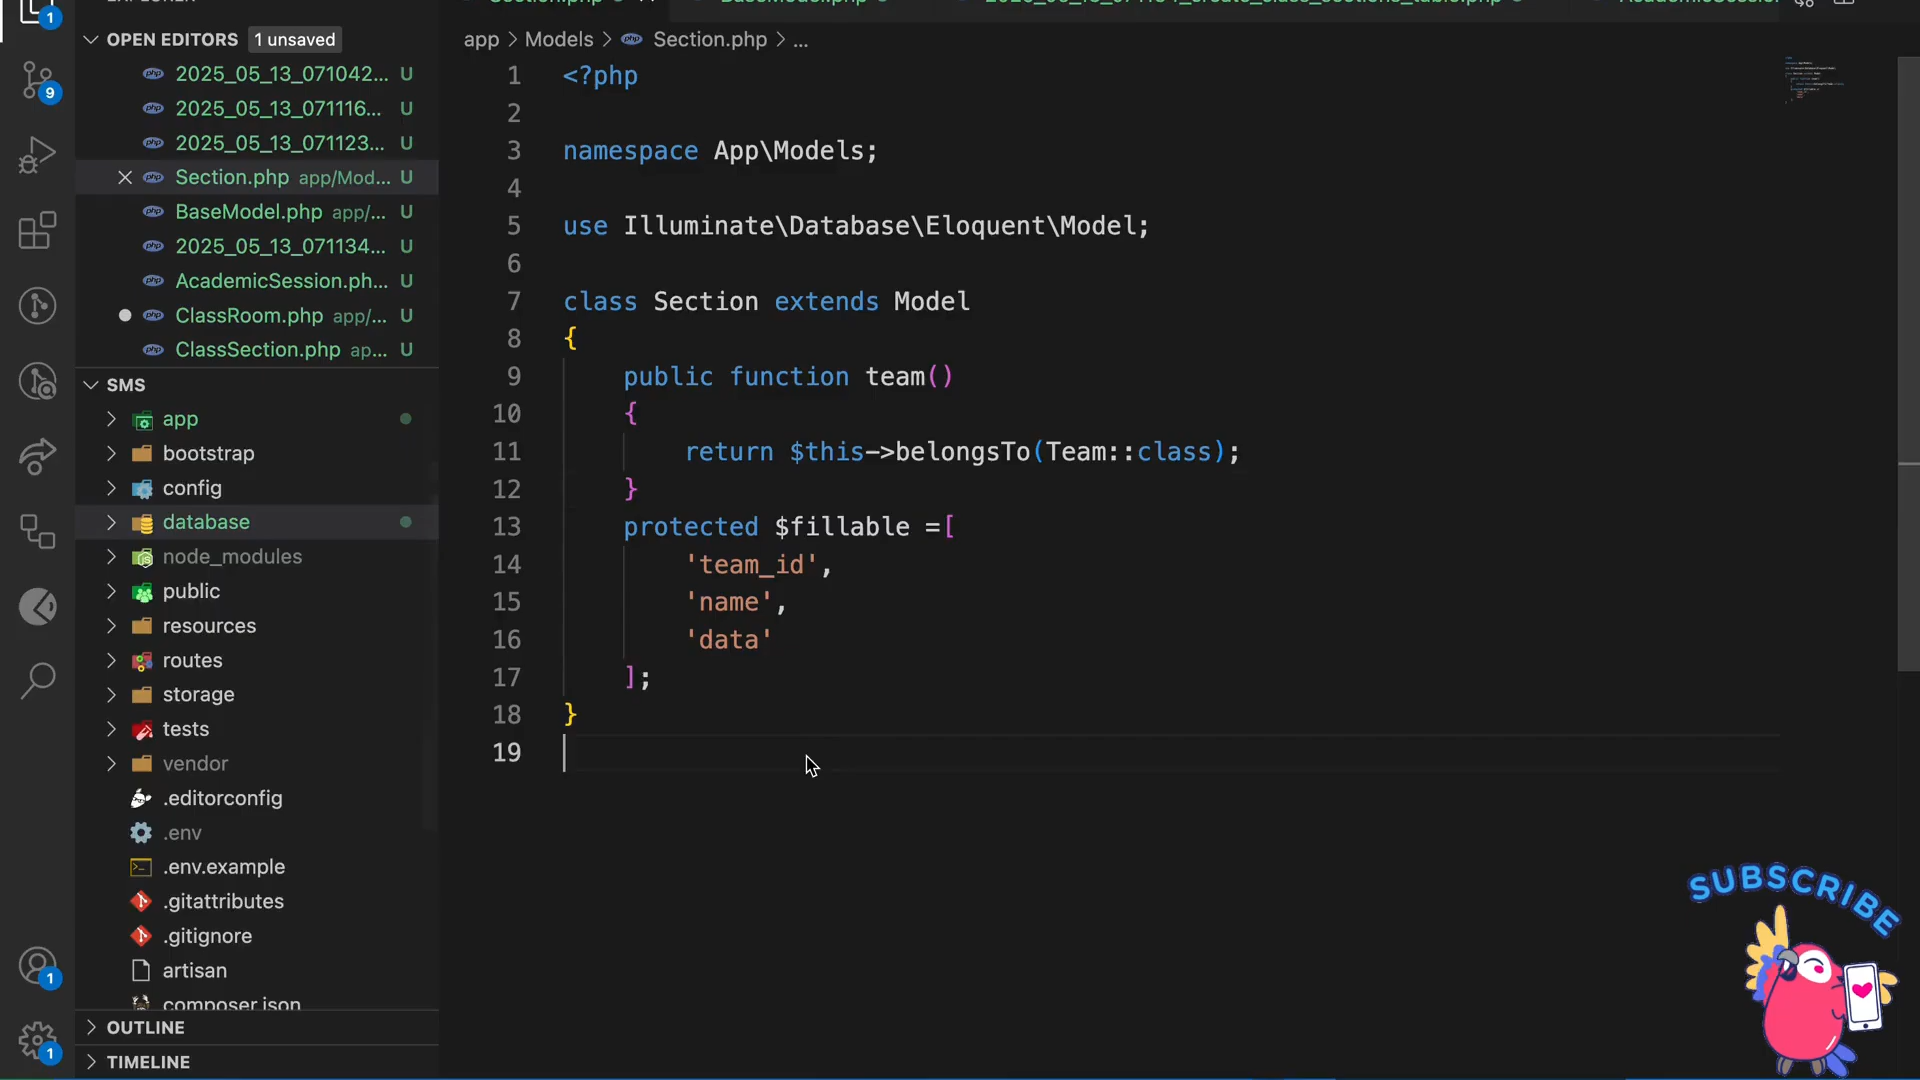 1
OPEN EDITORS 1 unsaved
2025_05_13_071042... U
2025_05_13_071116... U
2025_05_13_071123... U
Section.php app/Mod... U
BaseModel.php app/... U
2025_05_13_071134... U
AcademicSession.ph... U
ClassRoom.php app/... U
ClassSection.php ap... U
SMS
app
bootstrap
config
database
node_modules
public
resources
routes
storage
tests
vendor
.editorconfig
.env
.env.example
.gitattributes
.gitignore
artisan
composer.json
OUTLINE
TIMELINE
9
1
1
app > Models > Section.php > ...
1 <?php
2
3 namespace App\Models;
4
5 use Illuminate\Database\Eloquent\Model;
6
7 class Section extends Model
8 {
9 public function team()
10 {
11 return $this->belongsTo(Team::class);
12 }
13 protected $fillable =[
14 'team_id',
15 'name',
16 'data'
17 ];
18 }
19
SUBSCRIBE